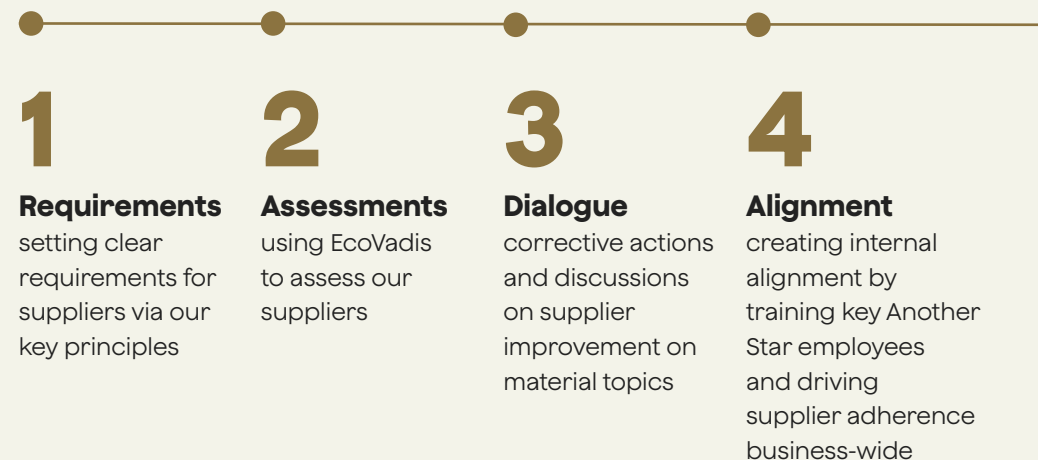 1
Requirements
setting clear
requirements for
suppliers via our
key principles
2
Assessments
using EcoVadis
to assess our
suppliers
3
Dialogue
corrective actions
and discussions
on supplier
improvement on
material topics
4
Alignment
creating internal
alignment by
training key Another
Star employees
and driving
supplier adherence
business-wide